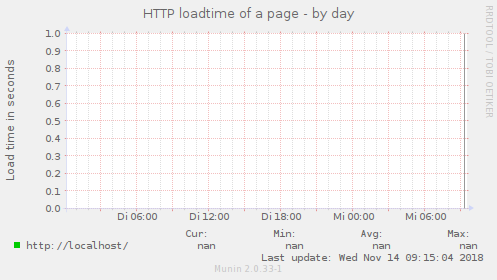 HTTP loadtime of a page - by day
RRDTOOL / TOBI OETIKER
Load time in seconds
1.0
0.9
0.8
0.7
0.6
0.5
0.4
0.3
0.2
0.1
0.0
Di 06:00 Di 12:00 Di 18:00 Mi 00:00 Mi 06:00
Cur: Min: Avg: Max:
http://localhost/ nan nan nan nan
Last update: Wed Nov 14 09:15:04 2018
Munin 2.0.33-1